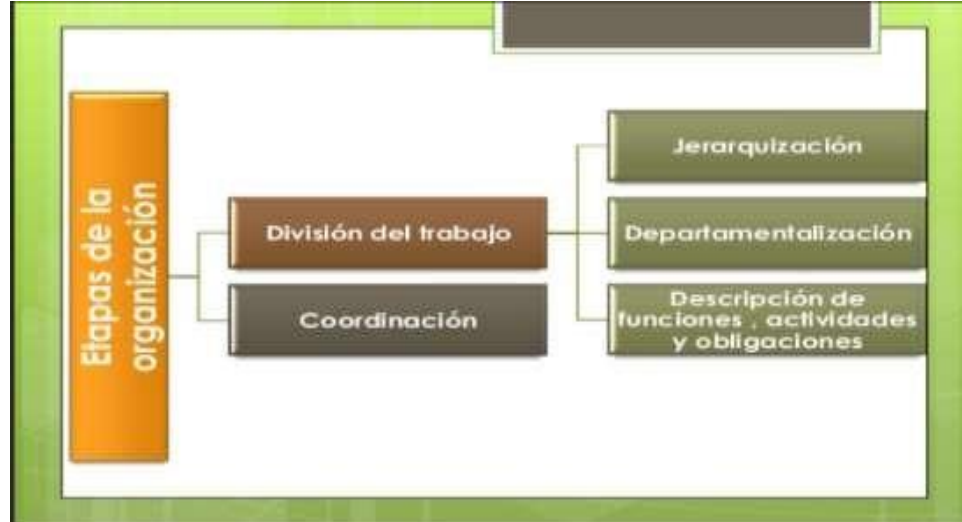 Etapas de la
organización
División del trabajo
Coordinación
Jerarquización
Departamentalización
Descripción de
funciones , actividades
y obligaciones